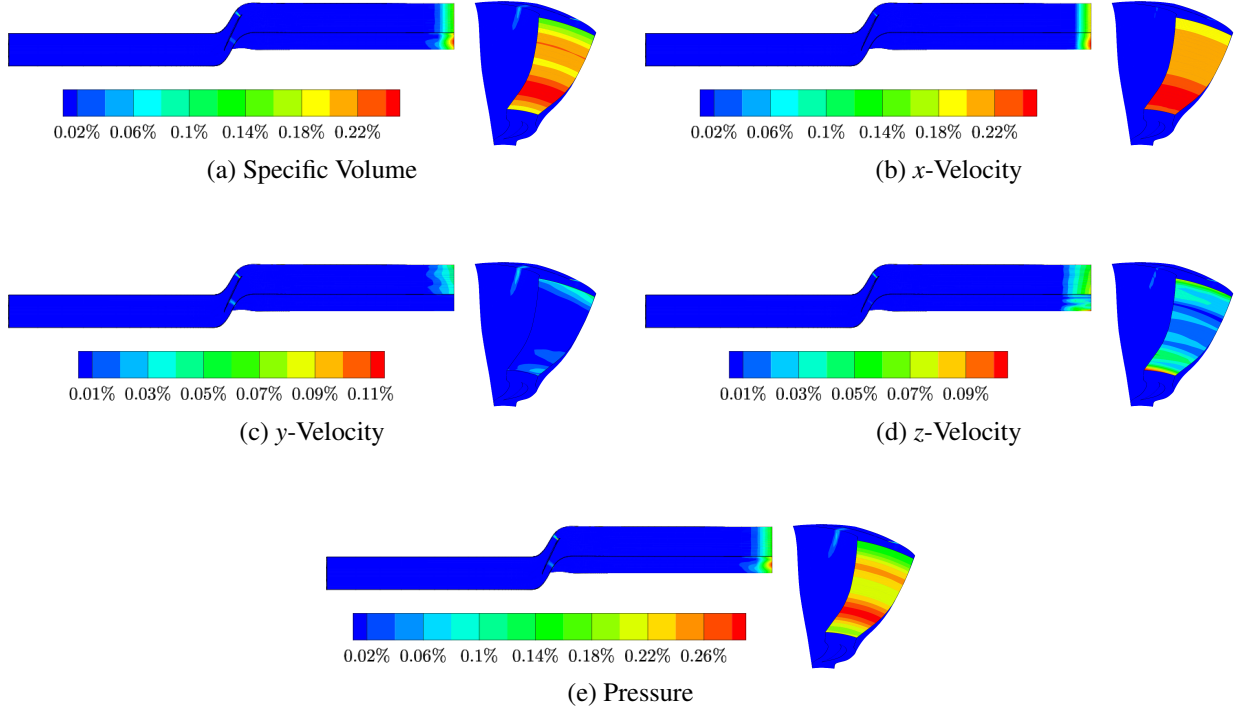 0.02% 0.06% 0.1% 0.14% 0.18% 0.22%
(a) Specific Volume
0.02% 0.06% 0.1% 0.14% 0.18% 0.22%
(b) x-Velocity
0.01% 0.03% 0.05% 0.07% 0.09% 0.11%
(c) y-Velocity
0.01% 0.03% 0.05% 0.07% 0.09%
(d) z-Velocity
0.02% 0.06% 0.1% 0.14% 0.18% 0.22% 0.26%
(e) Pressure